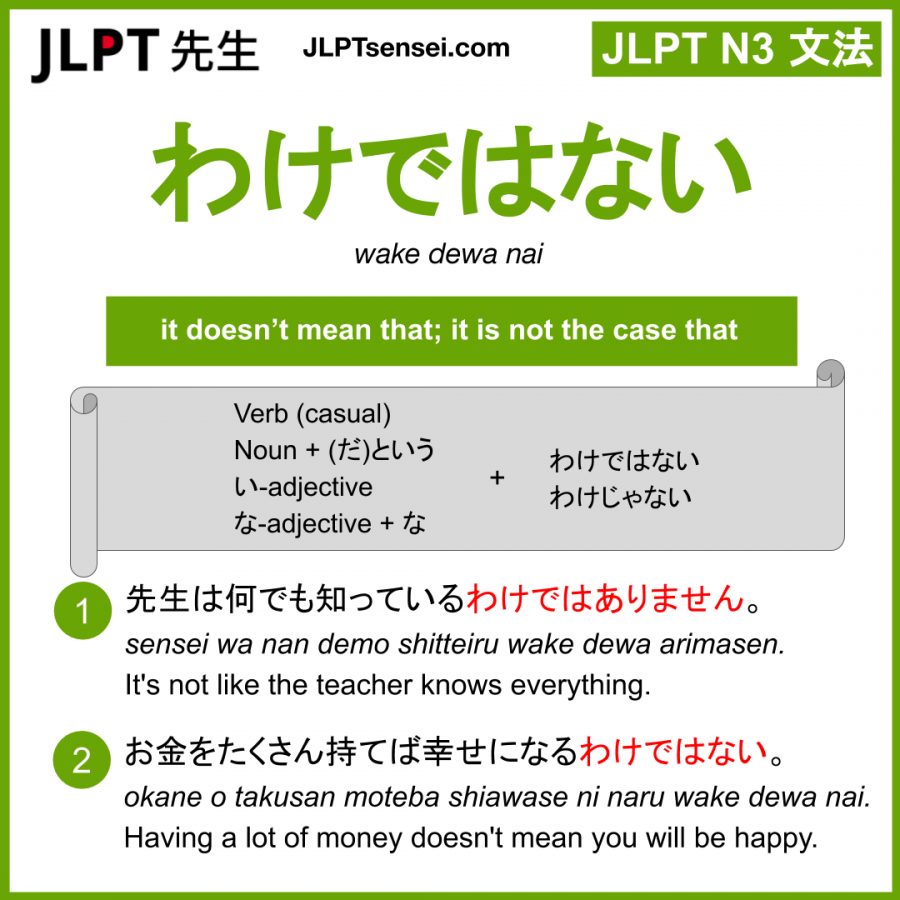 JLPT 先生
JLPTsensei.com
JLPT N3 文法
わけではない
wake dewa nai
it doesn’t mean that; it is not the case that
Verb (casual)
Noun + (だ)という
い-adjective
な-adjective + な
+
わけではない
わけじゃない
1
先生は何でも知っているわけではありません。
sensei wa nan demo shitteiru wake dewa arimasen.
It's not like the teacher knows everything.
2
お金をたくさん持てば幸せになるわけではない。
okane o takusan moteba shiawase ni naru wake dewa nai.
Having a lot of money doesn't mean you will be happy.